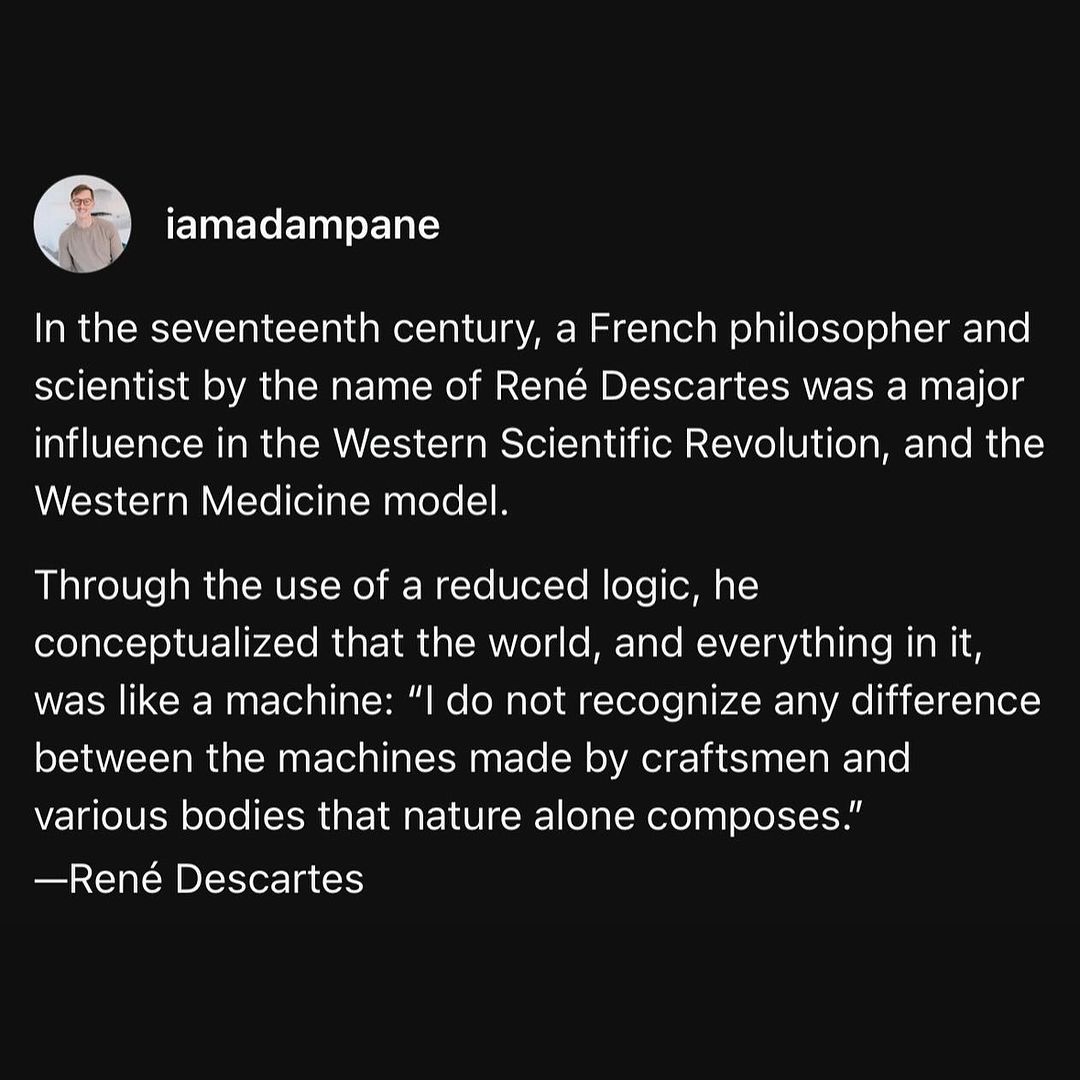 iamadampane
In the seventeenth century, a French philosopher and
scientist by the name of René Descartes was a major
influence in the Western Scientific Revolution, and the
Western Medicine model.
Through the use of a reduced logic, he
conceptualized that the world, and everything in it,
was like a machine: “I do not recognize any difference
between the machines made by craftsmen and
various bodies that nature alone composes.”
—René Descartes